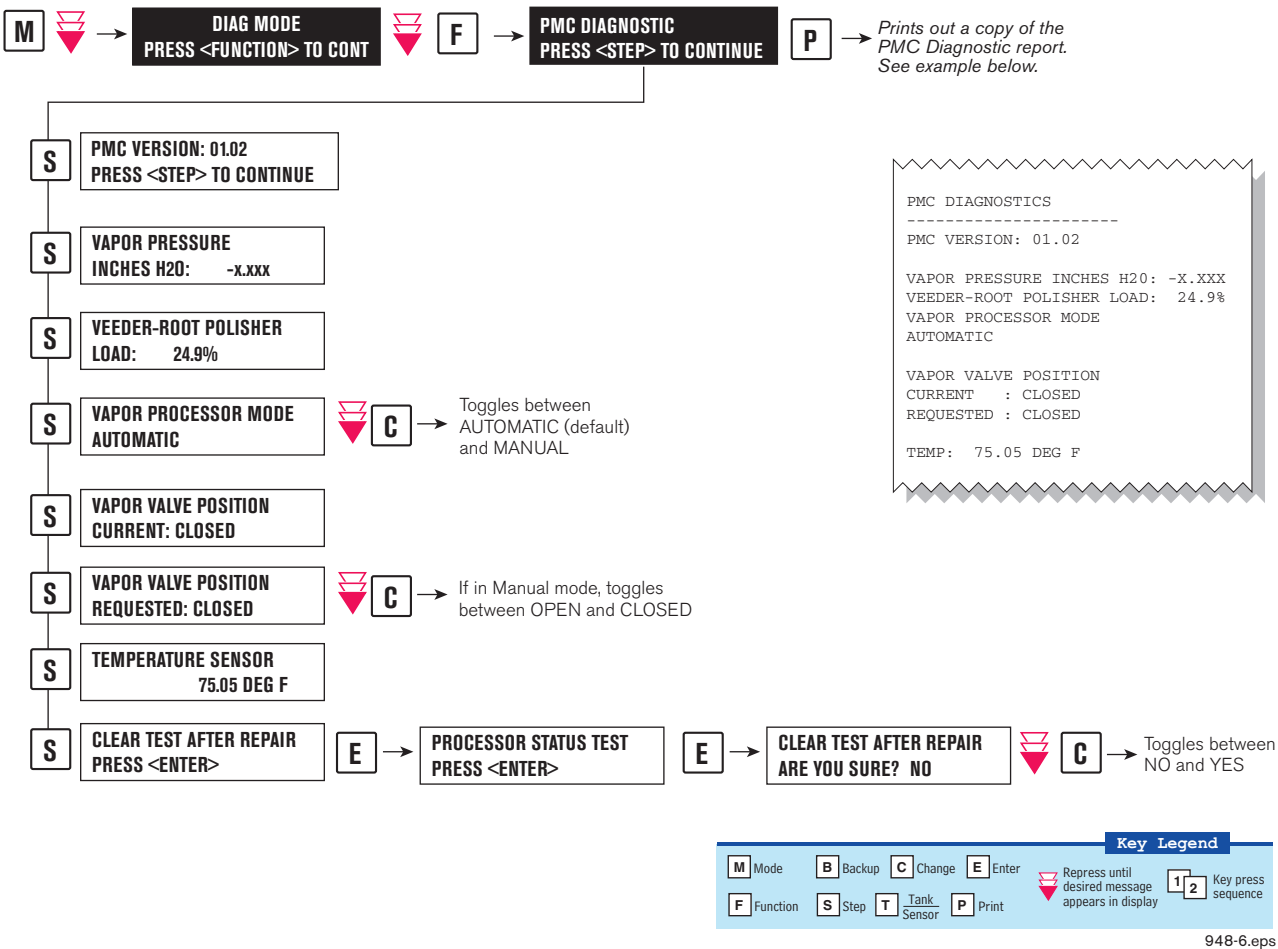 M
DIAG MODE
PRESS <FUNCTION> TO CONT
F
PMC DIAGNOSTIC
PRESS <STEP> TO CONTINUE
P
Prints out a copy of the
PMC Diagnostic report.
See example below.
S
PMC VERSION: 01.02
PRESS <STEP> TO CONTINUE
S
VAPOR PRESSURE
INCHES H20: -x.xxx
S
VEEDER-ROOT POLISHER
LOAD: 24.9%
S
VAPOR PROCESSOR MODE
AUTOMATIC
C
Toggles between
AUTOMATIC (default)
and MANUAL
S
VAPOR VALVE POSITION
CURRENT: CLOSED
S
VAPOR VALVE POSITION
REQUESTED: CLOSED
C
If in Manual mode, toggles
between OPEN and CLOSED
S
TEMPERATURE SENSOR
75.05 DEG F
S
CLEAR TEST AFTER REPAIR
PRESS <ENTER>
E
PROCESSOR STATUS TEST
PRESS <ENTER>
E
CLEAR TEST AFTER REPAIR
ARE YOU SURE? NO
C
Toggles between
NO and YES
PMC DIAGNOSTICS
----------------------
PMC VERSION: 01.02
VAPOR PRESSURE INCHES H20: -X.XXX
VEEDER-ROOT POLISHER LOAD: 24.9%
VAPOR PROCESSOR MODE
AUTOMATIC
VAPOR VALVE POSITION
CURRENT : CLOSED
REQUESTED : CLOSED
TEMP: 75.05 DEG F
Key Legend
M Mode
B Backup
C Change
E Enter
F Function
S Step
T Tank
Sensor
P Print
Repress until
desired message
appears in display
1 2
Key press
sequence
948-6.eps